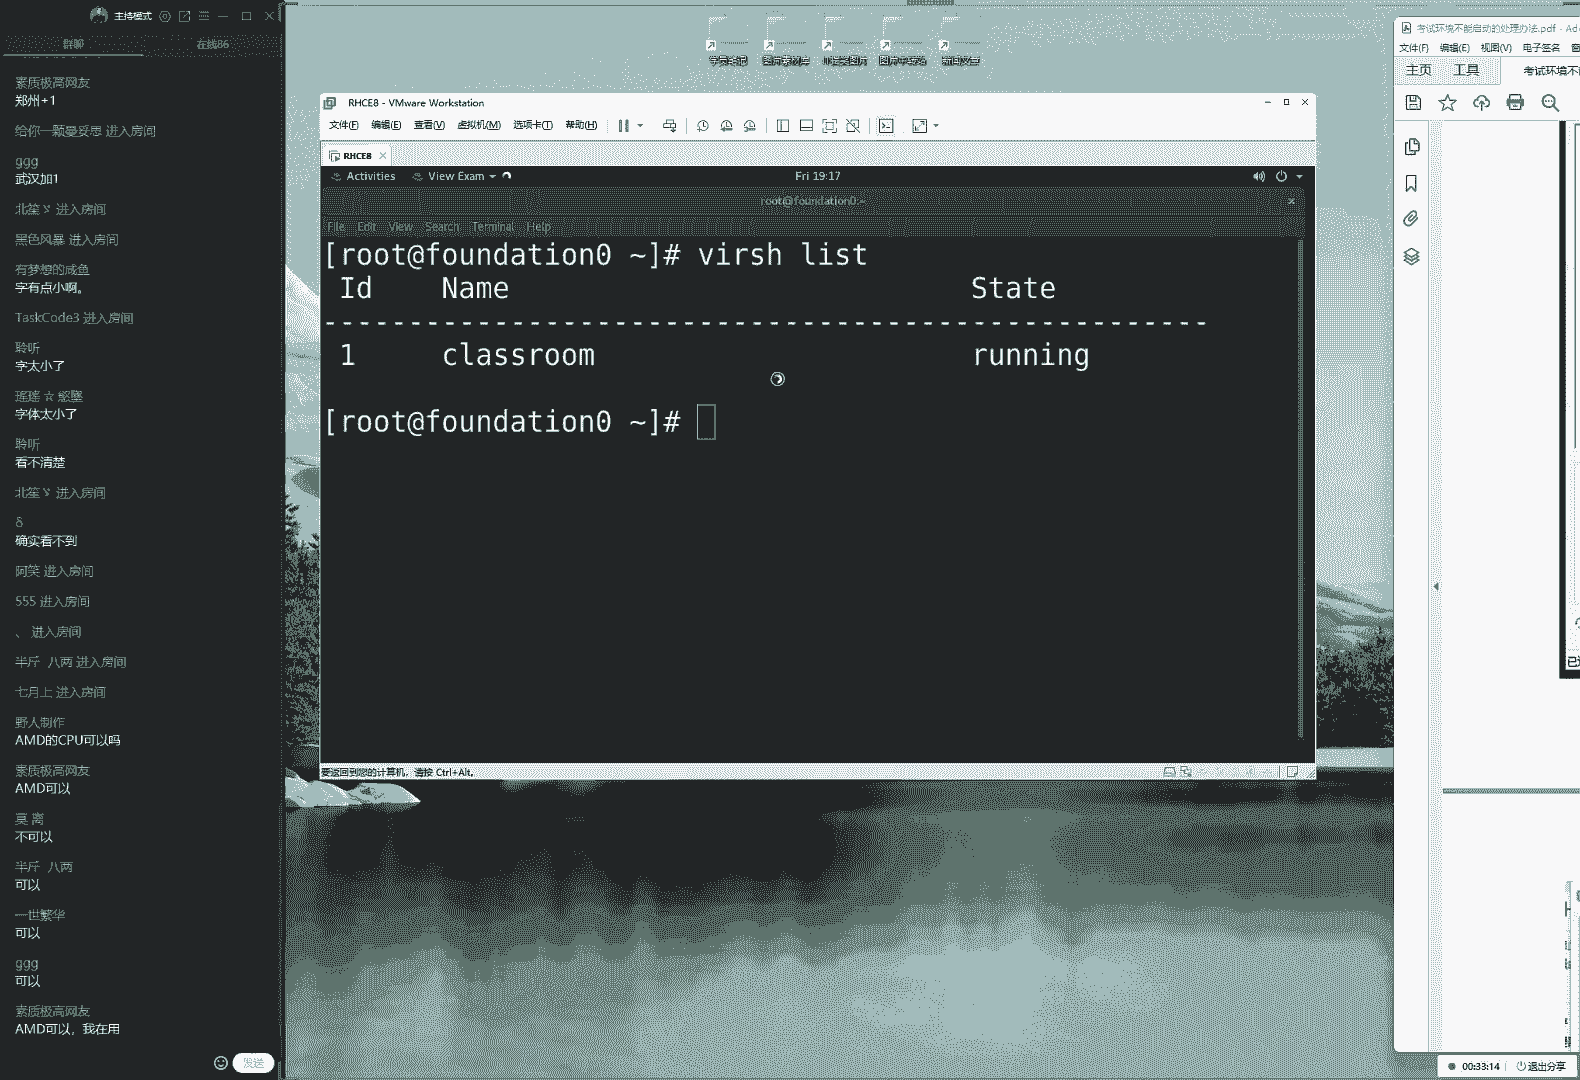 主持模式
群聊
在线86
素质极高网友
郑州+1
给你一颗曼妥思 进入房间
ggg
武汉加1
北笙ゞ 进入房间
黑色风暴 进入房间
有梦想的咸鱼
字有点小啊。
TaskCode3 进入房间
聆听
字太小了
字体太小了
聆听
看不清楚
北笙ゞ 进入房间
δ
确实看不到
阿笑 进入房间
555 进入房间
、 进入房间
半斤 八两 进入房间
七月上 进入房间
野人制作
AMD的CPU可以吗
素质极高网友
AMD可以
莫 离
不可以
半斤 八两
可以
一世繁华
可以
ggg
可以
素质极高网友
AMD可以，我在用
发送
RHCE8 - VMware Workstation
文件(F) 编辑(E) 查看(V) 虚拟机(M) 选项卡(T) 帮助(H)
RHCE8
Activities View Exam Fri 19:17
root@foundation0:~
File Edit View Search Terminal Help
[root@foundation0 ~]# virsh list
Id Name State
----------------------------------------------------
1 classroom running
[root@foundation0 ~]#
要返回到您的计算机，请按 Ctrl+Alt。
考试环境不能启动的处理办法.pdf - Ad
文件(F) 编辑(E) 视图(V) 电子签名
主页 工具 考试环境不
00:33:14 退出分享